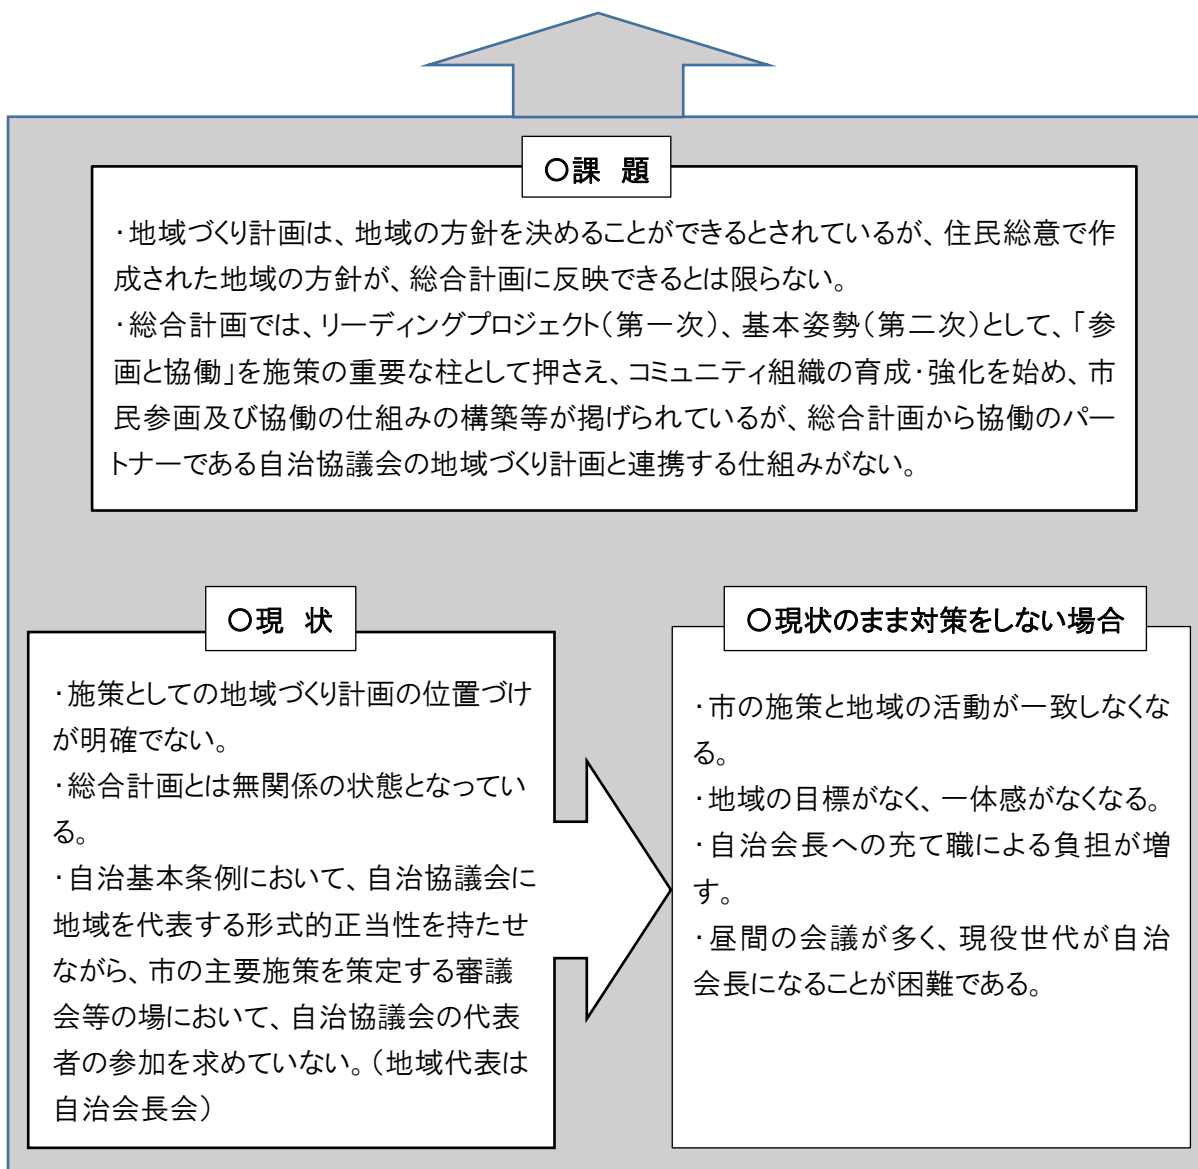 〇課　題
・地域づくり計画は、地域の方針を決めることができるとされているが、住民総意で作
成された地域の方針が、総合計画に反映できるとは限らない。
・総合計画では、リーディングプロジェクト（第一次）、基本姿勢（第二次）として、「参
画と協働」を施策の重要な柱として押さえ、コミュニティ組織の育成・強化を始め、市
民参画及び協働の仕組みの構築等が掲げられているが、総合計画から協働のパー
トナーである自治協議会の地域づくり計画と連携する仕組みがない。
〇現　状
・施策としての地域づくり計画の位置づけ
が明確でない。
・総合計画とは無関係の状態となってい
る。
・自治基本条例において、自治協議会に
地域を代表する形式的正当性を持たせ
ながら、市の主要施策を策定する審議
会等の場において、自治協議会の代表
者の参加を求めていない。（地域代表は
自治会長会）
〇現状のまま対策をしない場合
・市の施策と地域の活動が一致しなくな
る。
・地域の目標がなく、一体感がなくなる。
・自治会長への充て職による負担が増
す。
・昼間の会議が多く、現役世代が自治
会長になることが困難である。